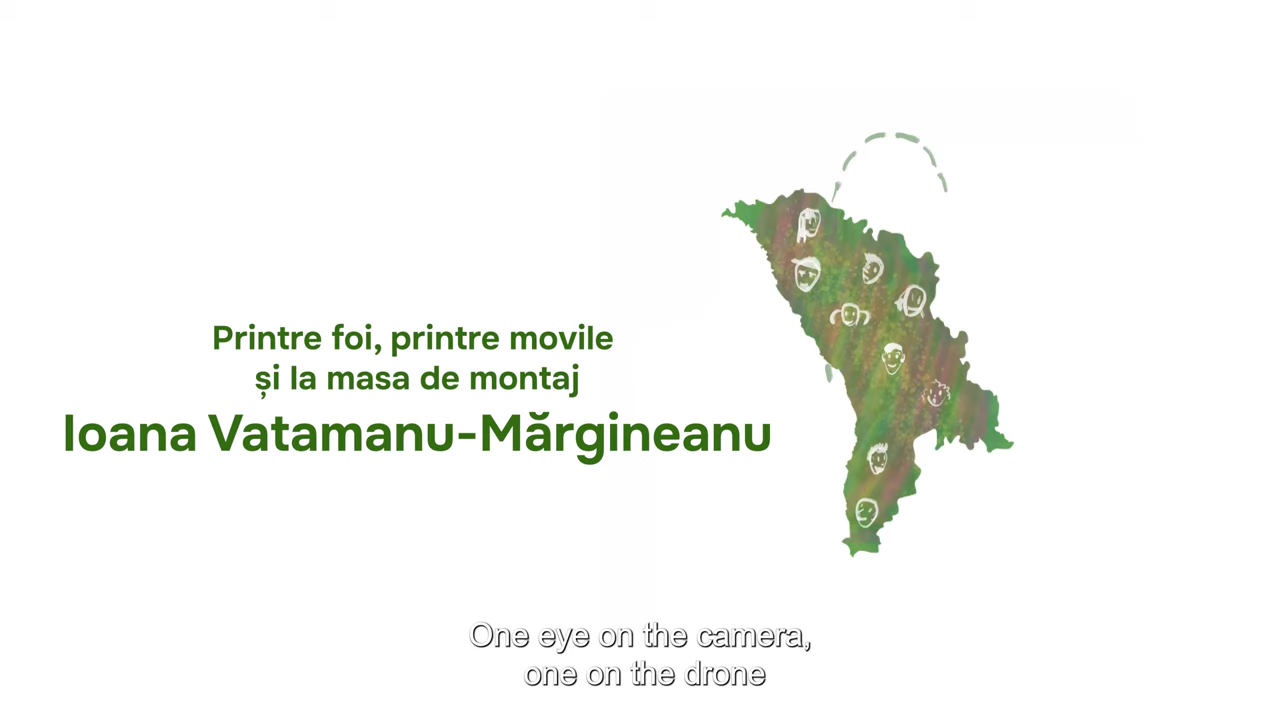 Printre foi, printre movile
și la masa de montaj
Ioana Vatamanu-Mărgineanu
One eye on the camera,
one on the drone